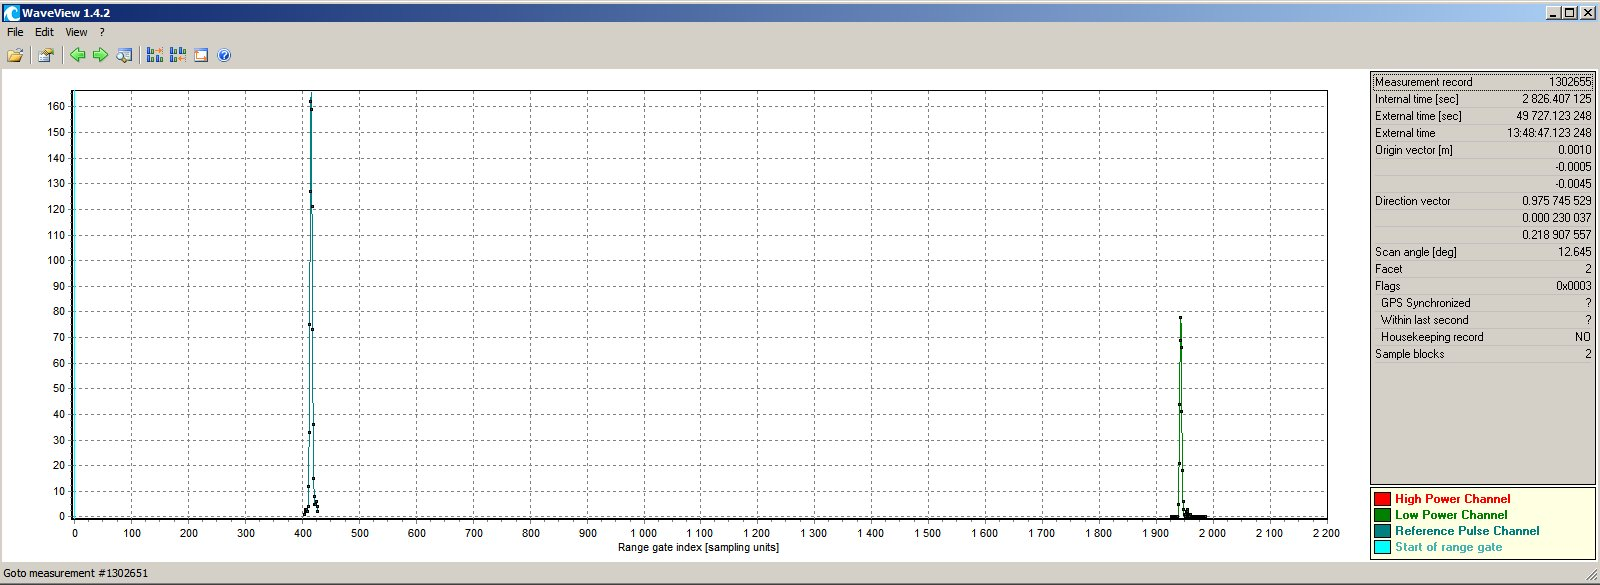 WaveView 1.4.2
File Edit View ?
160
150
140
130
120
110
100
90
80
70
60
50
40
30
20
10
0
0 100 200 300 400 500 600 700 800 900 1 000 1 100 1 200 1 300 1 400 1 500 1 600 1 700 1 800 1 900 2 000 2 100 2 200
Range gate index [sampling units]
Measurement record 1302655
Internal time [sec] 2 826.407 125
External time [sec] 49 727.123 248
External time 13:48:47.123 248
Origin vector [m] 0.0010
-0.0005
-0.0045
Direction vector 0.975 745 529
0.000 230 037
0.218 907 557
Scan angle [deg] 12.645
Facet 2
Flags 0x0003
GPS Synchronized ?
Within last second ?
Housekeeping record NO
Sample blocks 2
High Power Channel
Low Power Channel
Reference Pulse Channel
Start of range gate
Goto measurement #1302651